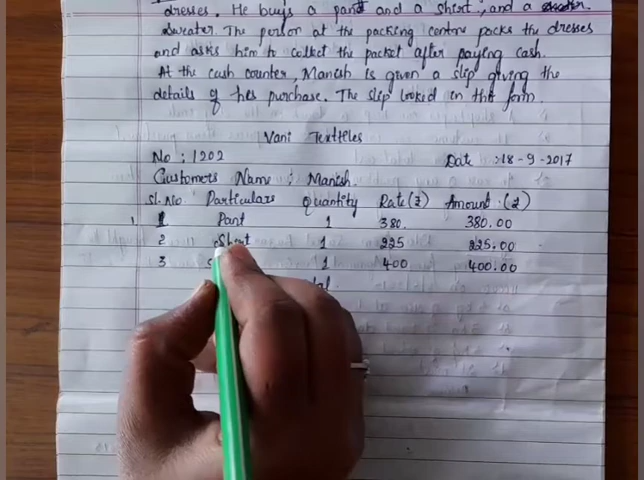 dresses. He buys a pant and a shirt, and a
sweater. The person at the packing centre packs the dresses
and asks him to collect the packet after paying cash.
At the cash counter, Manish is given a slip giving the
details of his purchase. The slip looked in the form.
Vani Textiles
No : 1202 Date : 18-9-2017
Customers Name : Manish.
Sl. No Particulars Quantity Rate(₹) Amount (₹)
1. 1 Pant 1 380. 380.00
2 Shirt 1 225 225.00
3 1 400 400.00